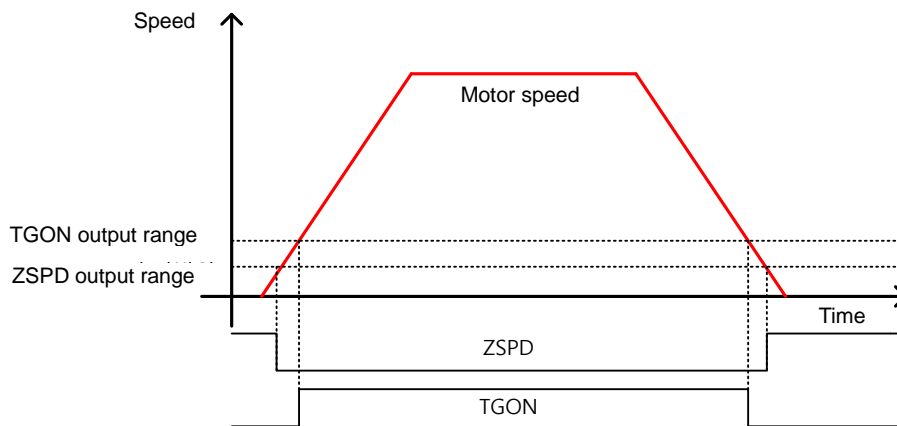 Speed
Motor speed
TGON output range
ZSPD output range
Time
ZSPD
TGON